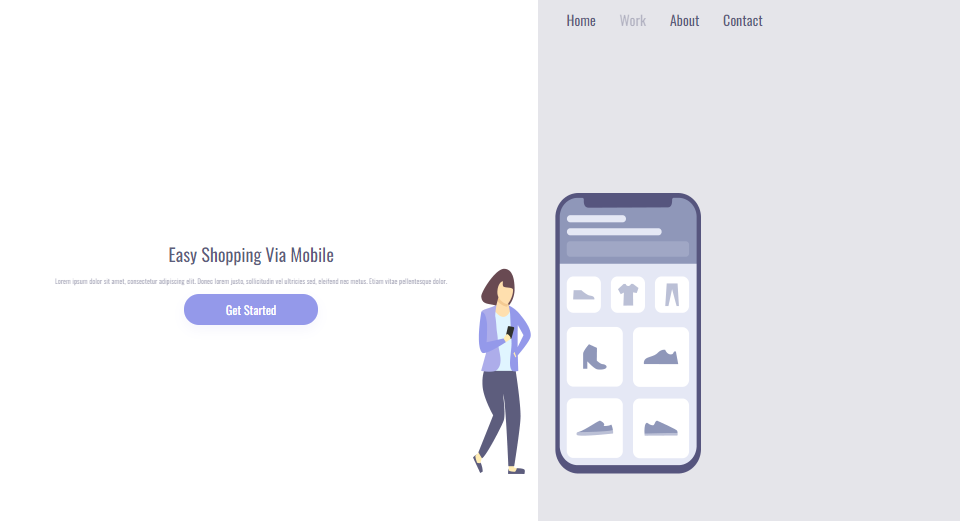 Home Work About Contact
Easy Shopping Via Mobile
Lorem ipsum dolor sit amet, consectetur adipiscing elit. Donec lorem justo, sollicitudin vel ultricies sed, eleifend nec metus. Etiam vitae pellentesque dolor.
Get Started